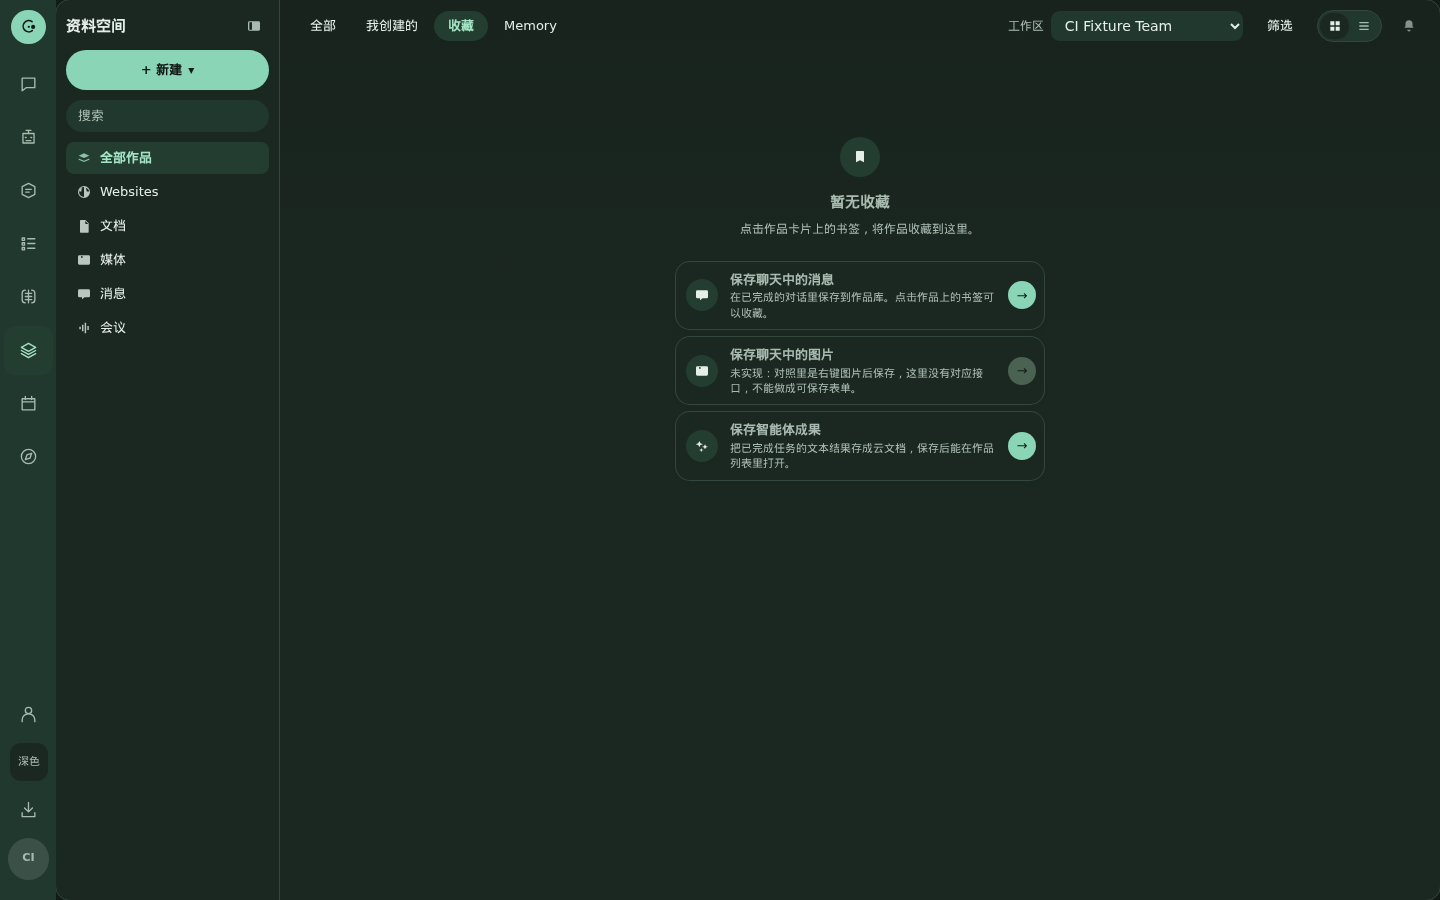 资料空间
全部
我创建的
收藏
Memory
工作区
CI Fixture Team
筛选
+ 新建 ▾
搜索
全部作品
Websites
文档
媒体
消息
会议
暂无收藏
点击作品卡片上的书签，将作品收藏到这里。
保存聊天中的消息
在已完成的对话里保存到作品库。点击作品上的书签可
以收藏。
→
保存聊天中的图片
未实现：对照里是右键图片后保存，这里没有对应接
口，不能做成可保存表单。
→
保存智能体成果
把已完成任务的文本结果存成云文档，保存后能在作品
列表里打开。
→
深色
CI